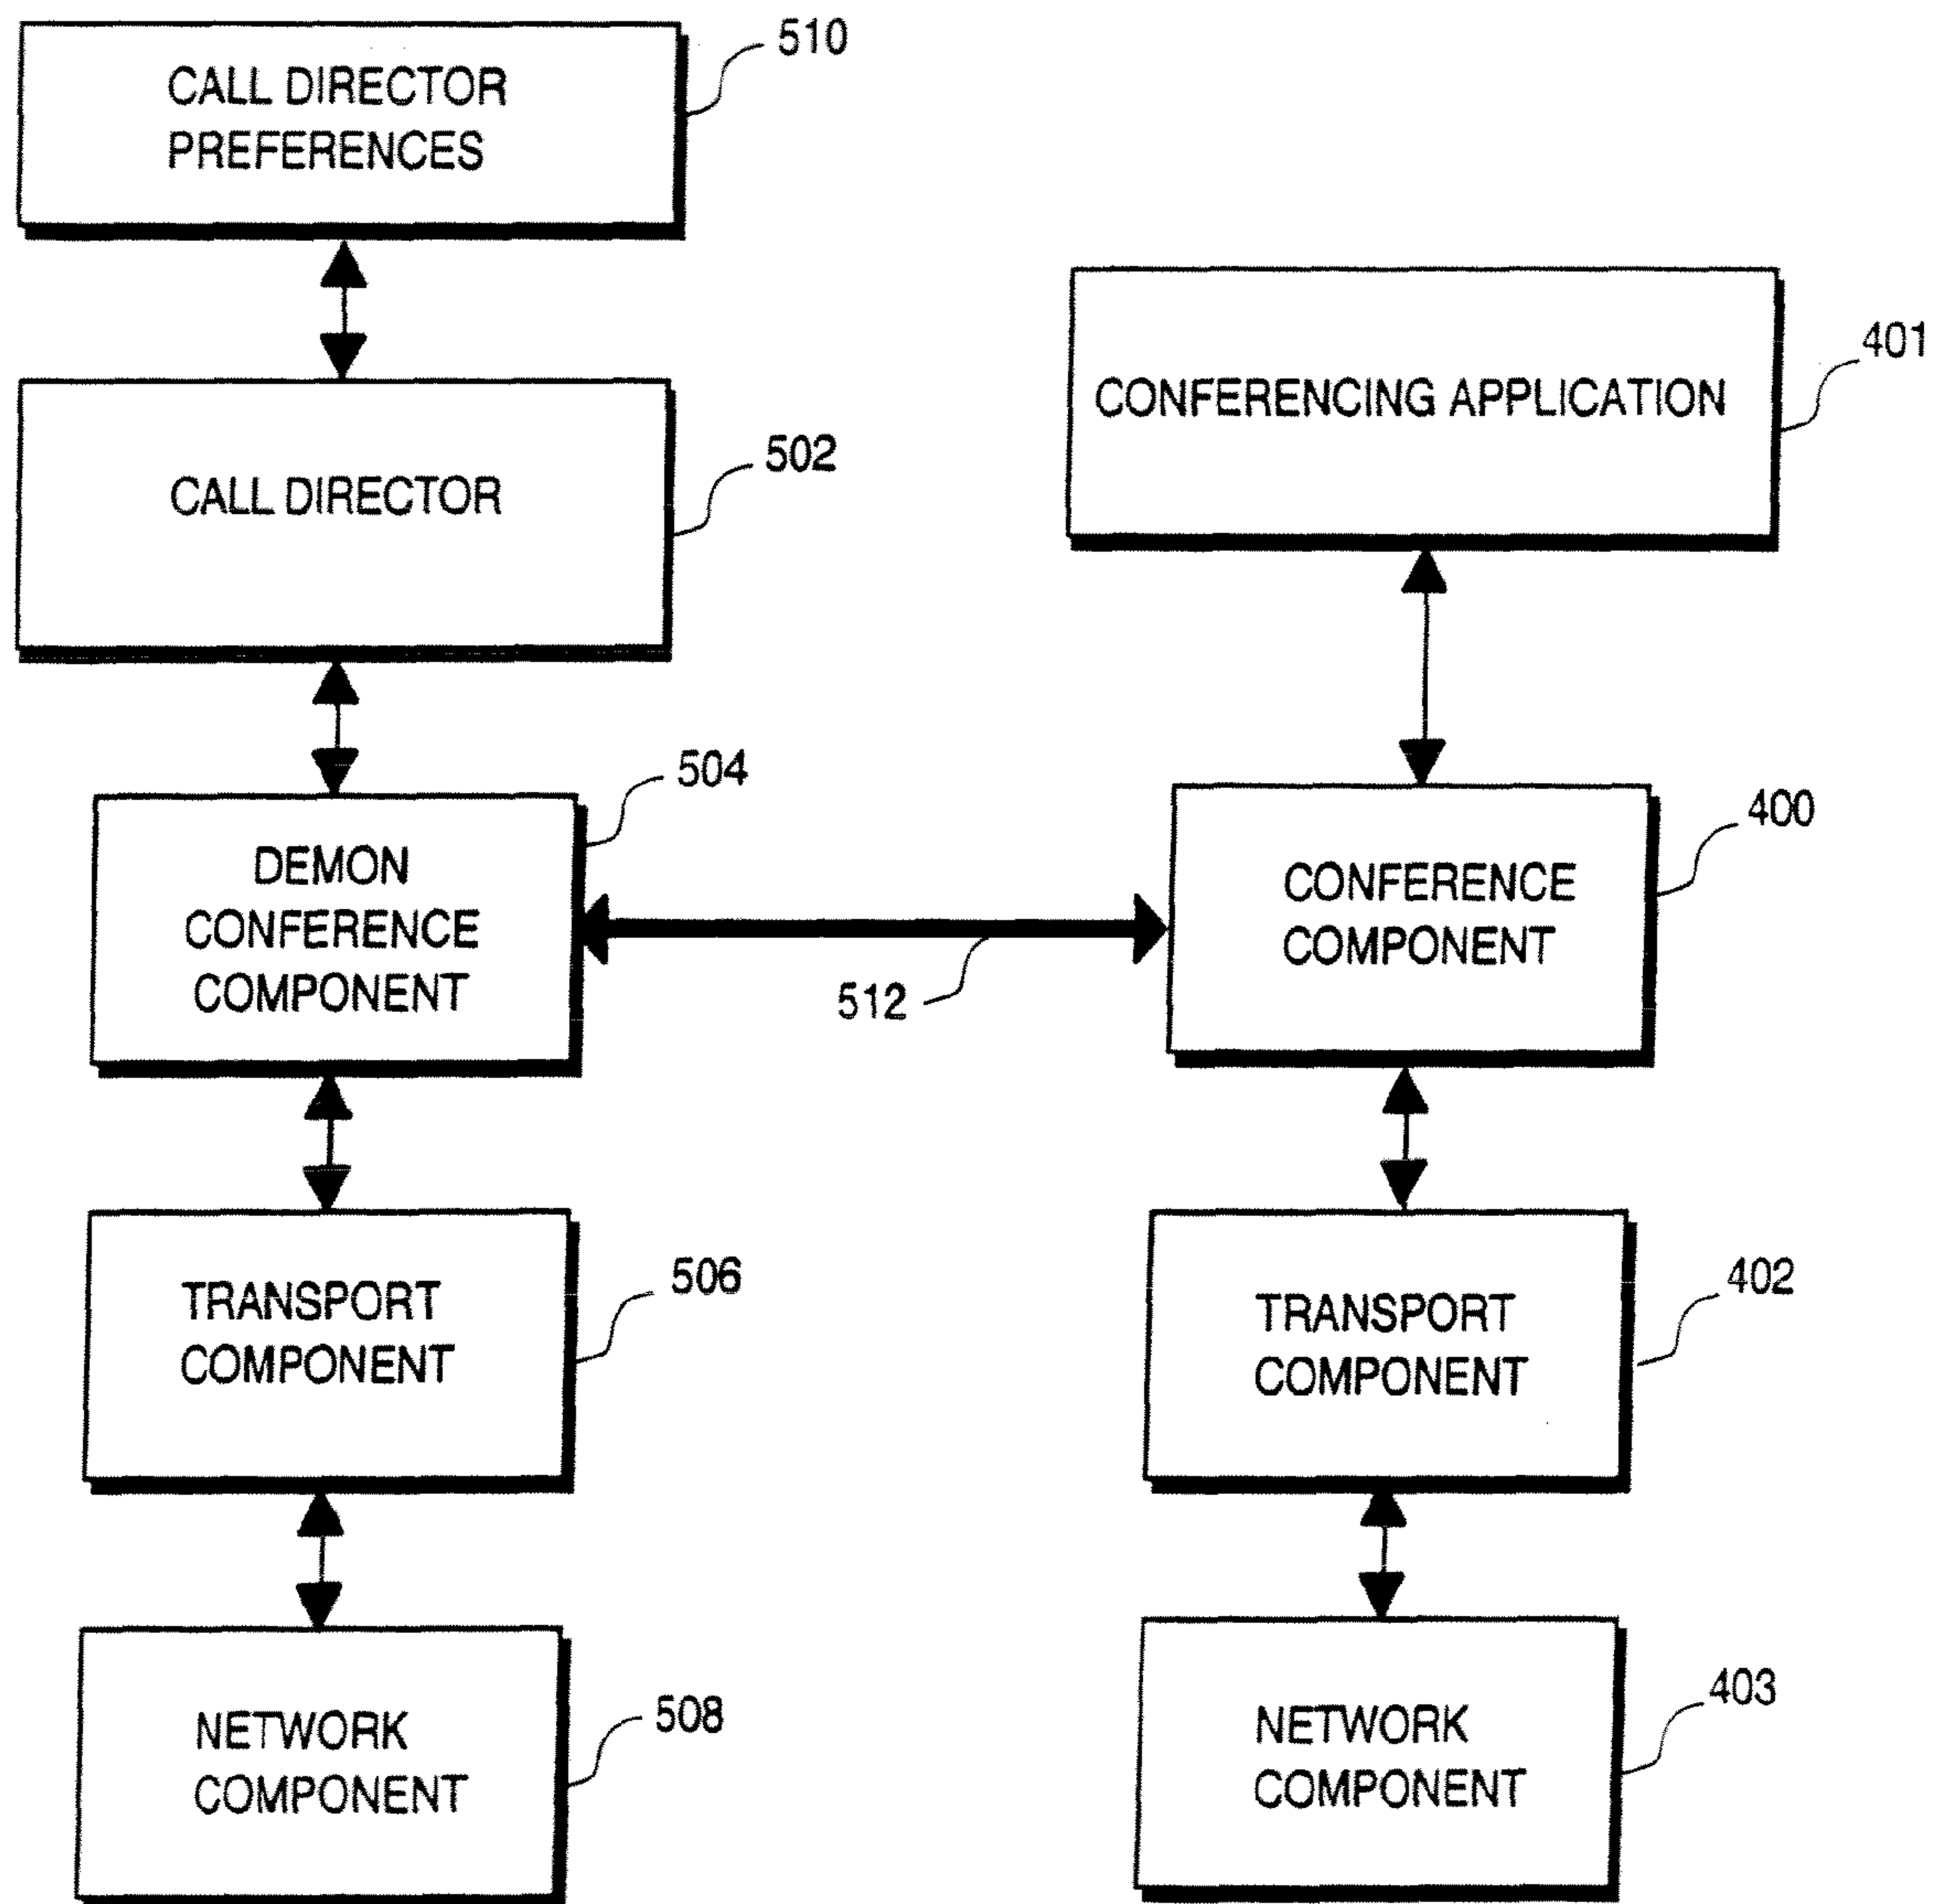 510
CALL DIRECTOR
PREFERENCES
401
CONFERENCING APPLICATION
502
CALL DIRECTOR
504
DEMON
CONFERENCE
COMPONENT
400
CONFERENCE
COMPONENT
512
506
TRANSPORT
COMPONENT
402
TRANSPORT
COMPONENT
508
NETWORK
COMPONENT
403
NETWORK
COMPONENT